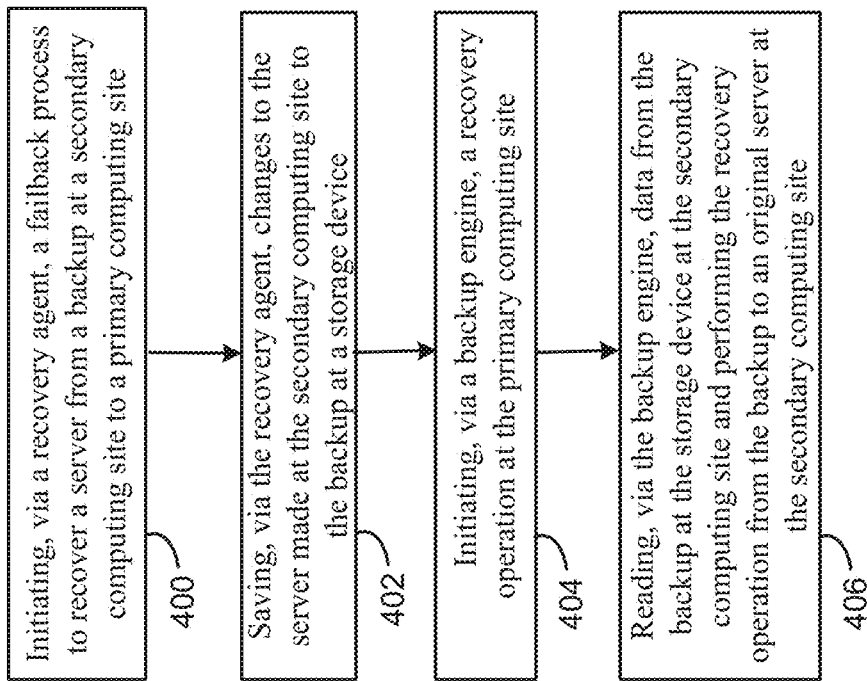 Initiating, via a recovery agent, a failback process
to recover a server from a backup at a secondary
computing site to a primary computing site
400
Saving, via the recovery agent, changes to the
server made at the secondary computing site to
the backup at a storage device
402
Initiating, via a backup engine, a recovery
operation at the primary computing site
404
Reading, via the backup engine, data from the
backup at the storage device at the secondary
computing site and performing the recovery
operation from the backup to an original server at
the secondary computing site
406